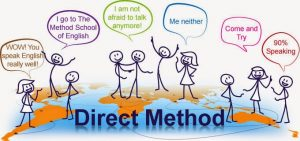 WOW! You
speak English
really well!
I go to The
Method School
of English
I am not
afraid to talk
anymore!
Me neither
Come and
Try
90%
Speaking
Direct Method